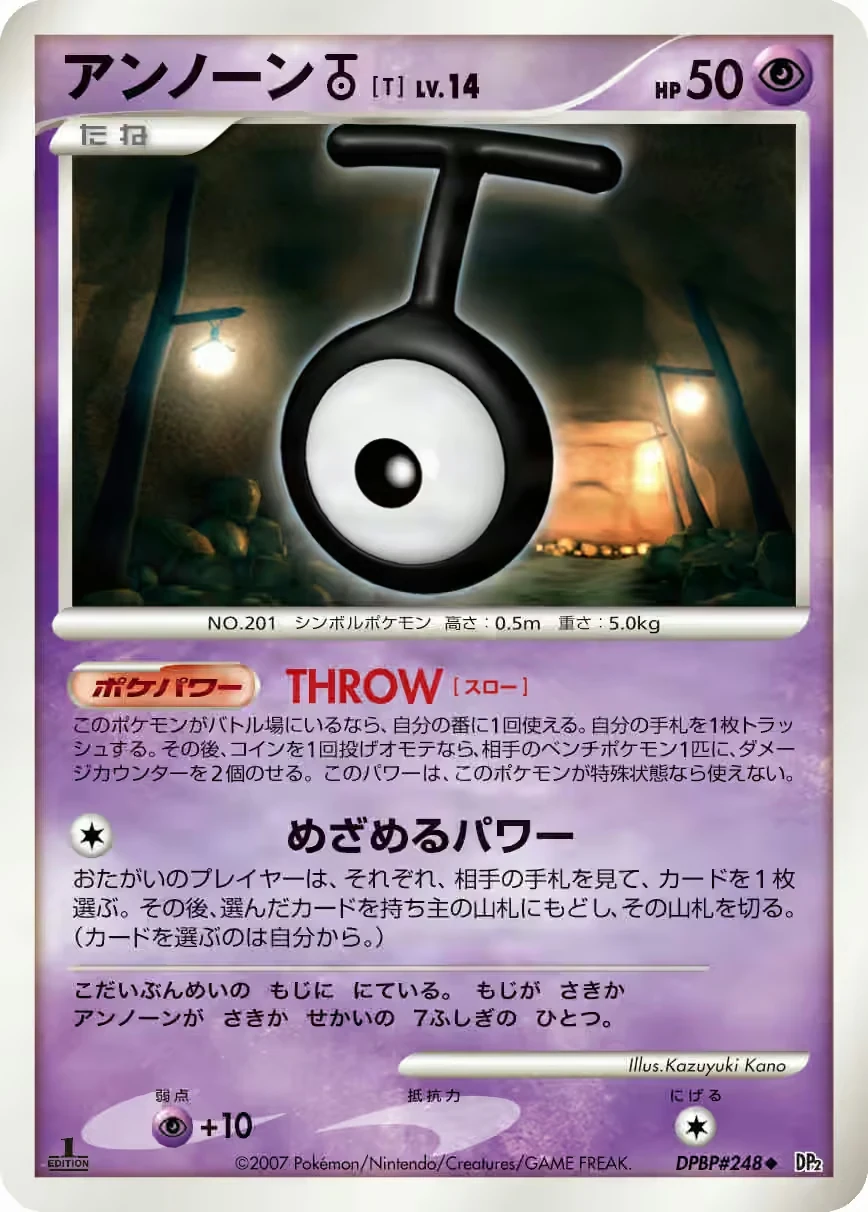 アンノーン [T] LV.14 HP 50
たね
NO.201 シンボルポケモン 高さ:0.5m 重さ:5.0kg
ポケパワー THROW [スロー]
このポケモンがバトル場にいるなら、自分の番に1回使える。自分の手札を1枚トラッ
シュする。その後、コインを1回投げオモテなら、相手のベンチポケモン1匹に、ダメー
ジカウンターを2個のせる。このパワーは、このポケモンが特殊状態なら使えない。
めざめるパワー
おたがいのプレイヤーは、それぞれ、相手の手札を見て、カードを1枚
選ぶ。その後、選んだカードを持ち主の山札にもどし、その山札を切る。
(カードを選ぶのは自分から。)
こだいぶんめいの もじに にている。 もじが さきか
アンノーンが さきか せかいの 7ふしぎの ひとつ。
Illus.Kazuyuki Kano
弱点 抵抗力 にげる
+10
1 EDITION ©2007 Pokémon/Nintendo/Creatures/GAME FREAK. DPBP#248◆ DP2